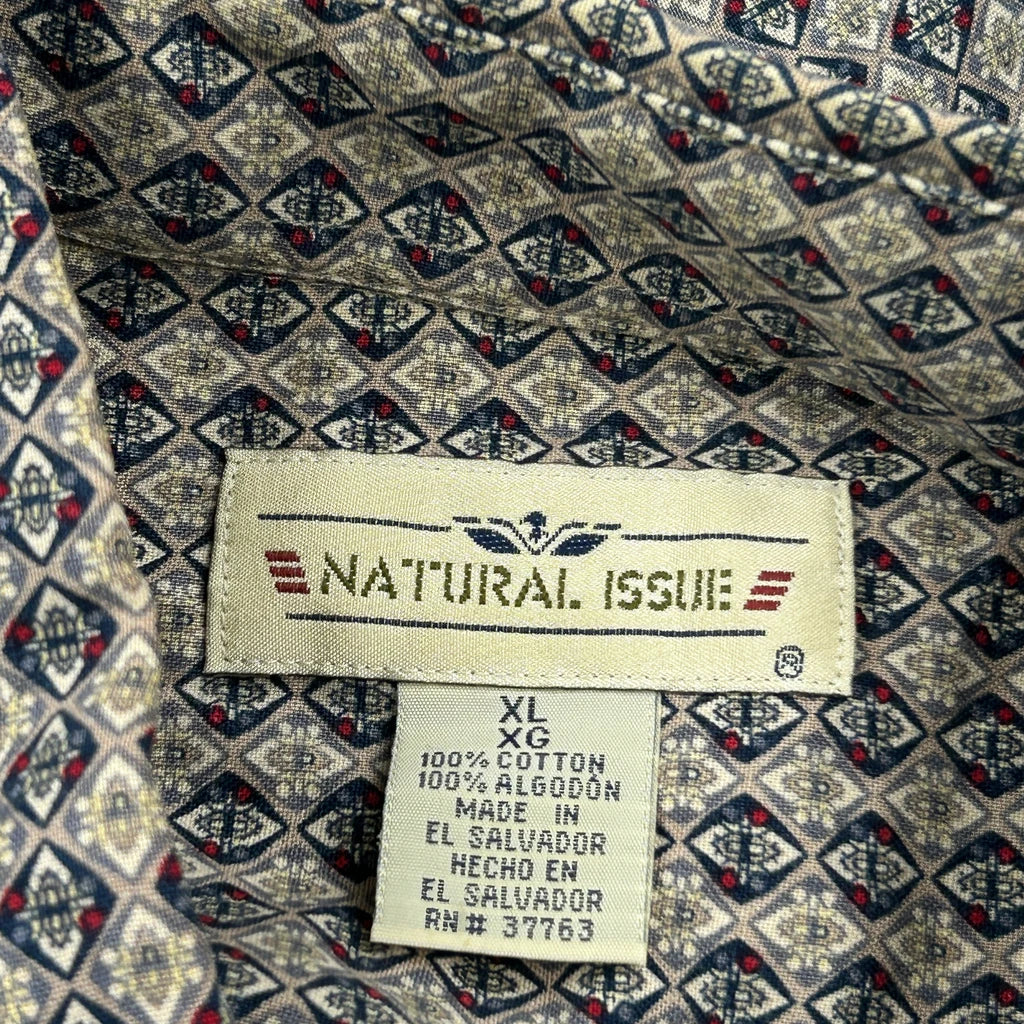 NATURAL ISSUE
®
XL
XG
100% COTTON
100% ALGODÓN
MADE IN
EL SALVADOR
HECHO EN
EL SALVADOR
RN# 37763